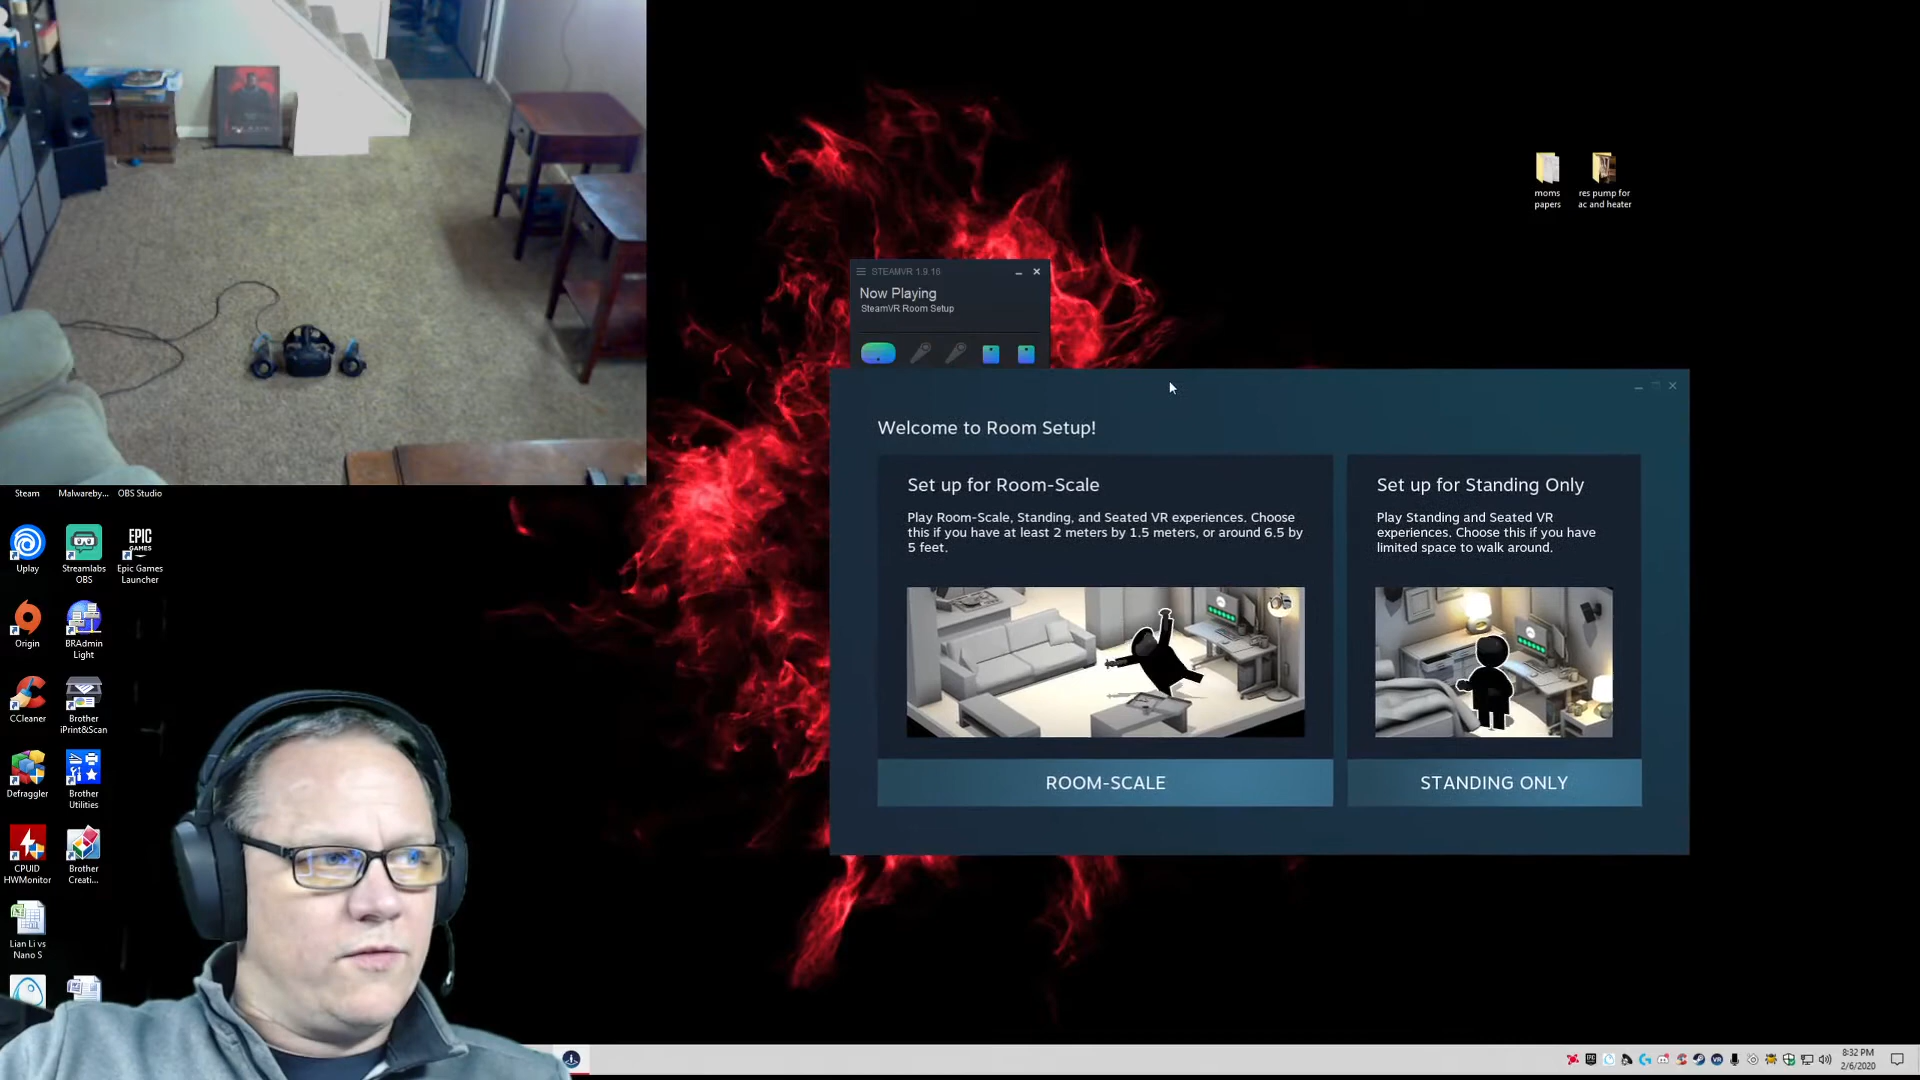 moms
papers
res pump for
ac and heater
STEAMVR 1.9.16
Now Playing
SteamVR Room Setup
Welcome to Room Setup!
Set up for Room-Scale
Play Room-Scale, Standing, and Seated VR experiences. Choose
this if you have at least 2 meters by 1.5 meters, or around 6.5 by
5 feet.
ROOM-SCALE
Set up for Standing Only
Play Standing and Seated VR
experiences. Choose this if you have
limited space to walk around.
STANDING ONLY
Steam
Malwareby...
OBS Studio
Uplay
Streamlabs
OBS
EPIC
GAMES
Epic Games
Launcher
Origin
BRAdmin
Light
CCleaner
Brother
iPrint&Scan
Defraggler
Brother
Utilities
CPUID
HWMonitor
Brother
Creati...
Lian Li vs
Nano S
8:32 PM
2/6/2020